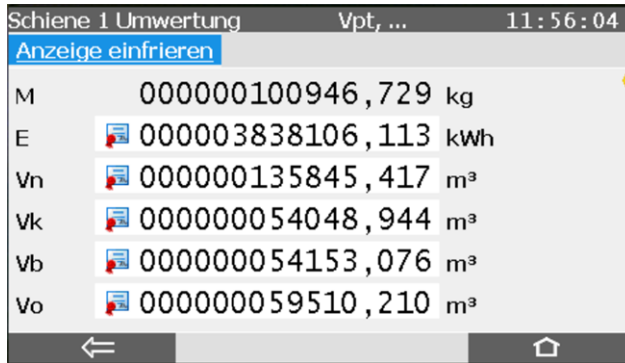 Schiene 1 Umwertung Vpt, ... 11:56:04
Anzeige einfrieren
M 000000100946,729 kg
E 000003838106,113 kWh
Vn 000000135845,417 m³
Vk 000000054048,944 m³
Vb 000000054153,076 m³
Vo 000000059510,210 m³